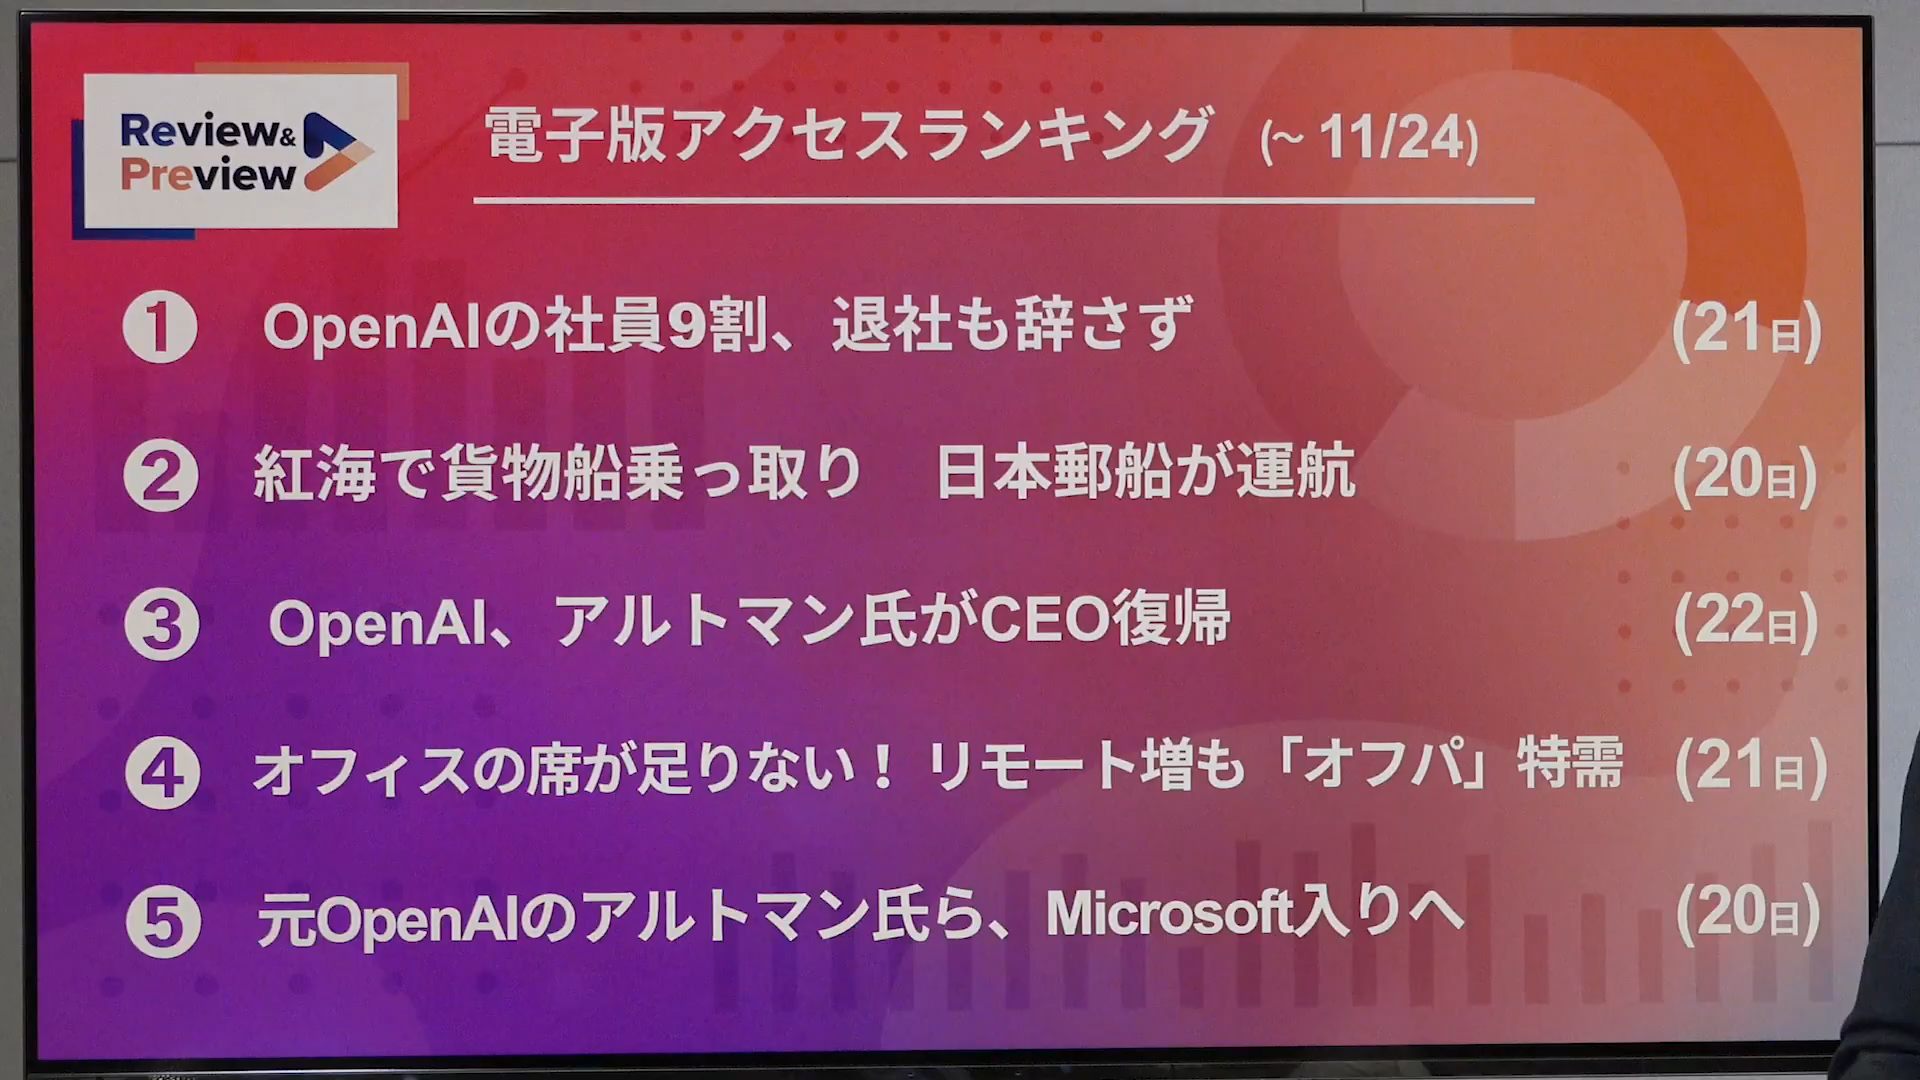 Review&
Preview
電子版アクセスランキング (~ 11/24)
1 OpenAIの社員9割、退社も辞さず (21日)
2 紅海で貨物船乗っ取り 日本郵船が運航 (20日)
3 OpenAI、アルトマン氏がCEO復帰 (22日)
4 オフィスの席が足りない！ リモート増も「オフパ」特需 (21日)
5 元OpenAIのアルトマン氏ら、Microsoft入りへ (20日)